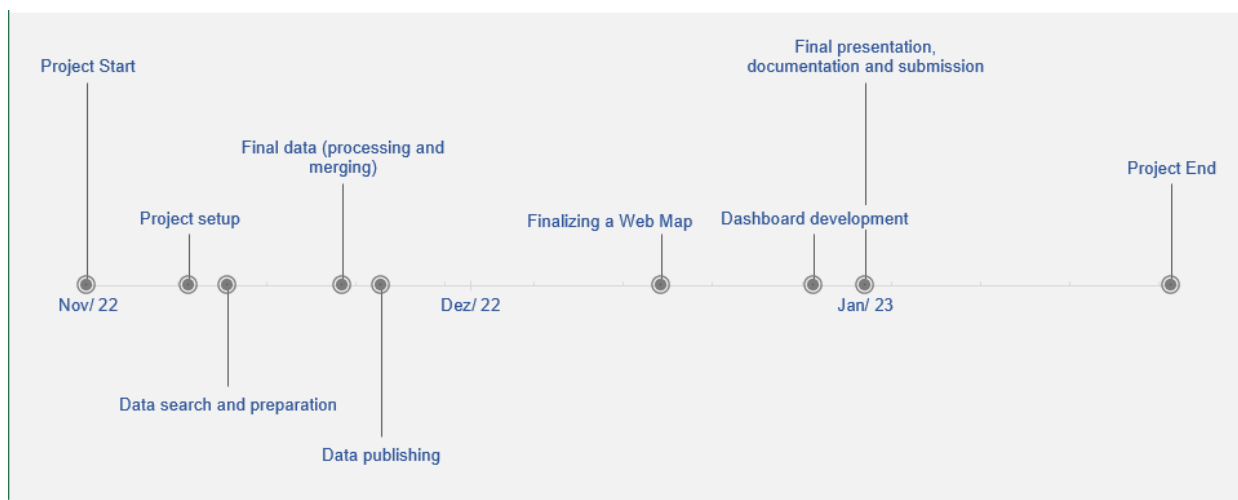 Final presentation,
documentation and submission
Project Start
Final data (processing and
merging)
Project End
Project setup
Finalizing a Web Map
Dashboard development
Nov/ 22
Dez/ 22
Jan/ 23
Data search and preparation
Data publishing